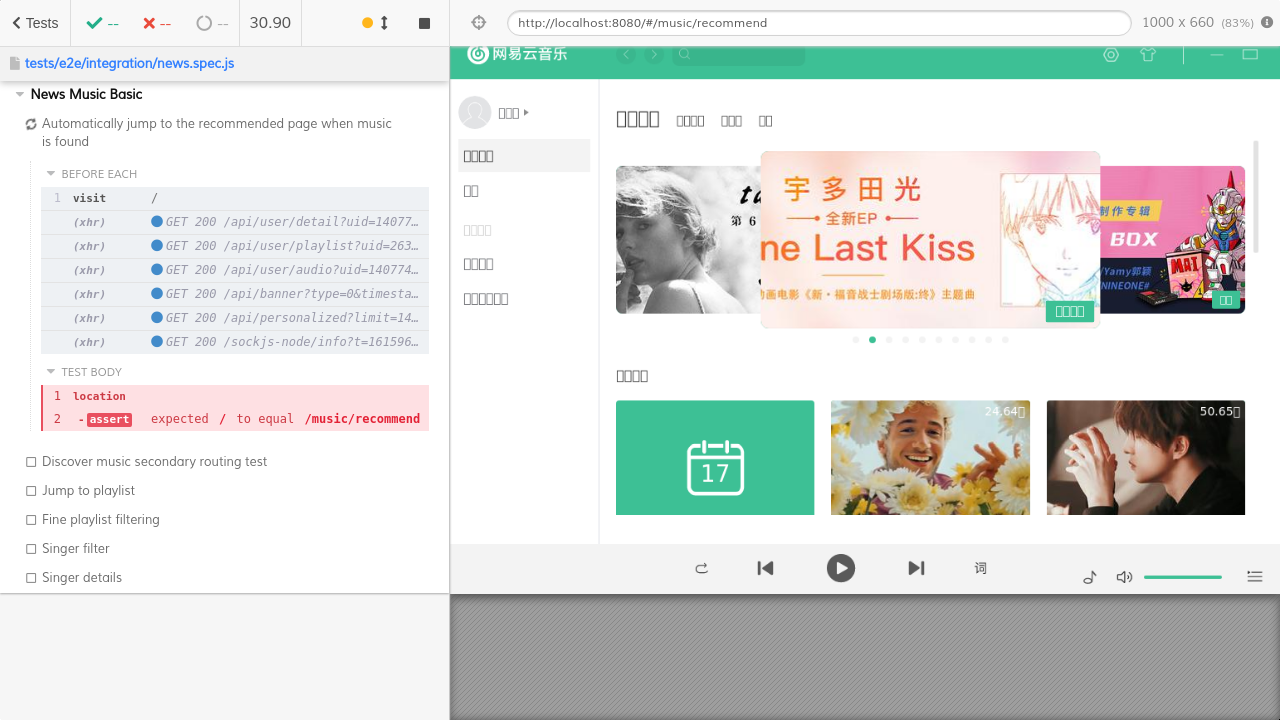 Tests
--
--
--
30.90
http://localhost:8080/#/music/recommend
1000 x 660 (83%)
tests/e2e/integration/news.spec.js
News Music Basic
Automatically jump to the recommended page when music is found
BEFORE EACH
1 visit /
(xhr) GET 200 /api/user/detail?uid=14077…
(xhr) GET 200 /api/user/playlist?uid=263…
(xhr) GET 200 /api/user/audio?uid=140774…
(xhr) GET 200 /api/banner?type=0&timesta…
(xhr) GET 200 /api/personalized?limit=14…
(xhr) GET 200 /sockjs-node/info?t=161596…
TEST BODY
1 location
2 -assert expected / to equal /music/recommend
Discover music secondary routing test
Jump to playlist
Fine playlist filtering
Singer filter
Singer details
网易云音乐
第 6
宇多田光
全新EP
ne Last Kiss
动画电影《新·福音战士剧场版:终》主题曲
制作专辑
BOX
/Yamy郭颖
NINEONE#
MAI
17
24.64
50.65
词